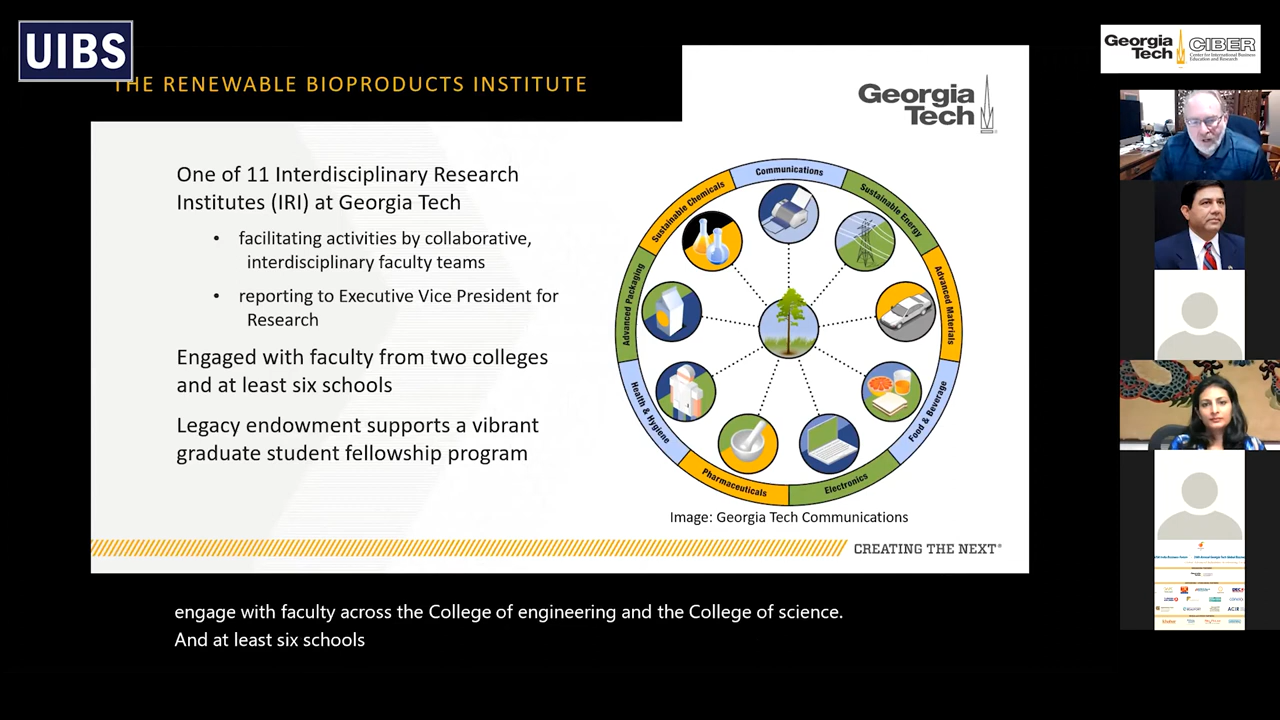 UIBS
THE RENEWABLE BIOPRODUCTS INSTITUTE
Georgia
Tech
One of 11 Interdisciplinary Research
Institutes (IRI) at Georgia Tech
• facilitating activities by collaborative,
interdisciplinary faculty teams
• reporting to Executive Vice President for
Research
Engaged with faculty from two colleges
and at least six schools
Legacy endowment supports a vibrant
graduate student fellowship program
Communications
Sustainable Energy
Advanced Materials
Food & Beverage
Electronics
Pharmaceuticals
Health & Hygiene
Advanced Packaging
Sustainable Chemicals
Image: Georgia Tech Communications
CREATING THE NEXT®
engage with faculty across the College of engineering and the College of science.
And at least six schools
Georgia
Tech
CIBER
Center for International Business
Education and Research